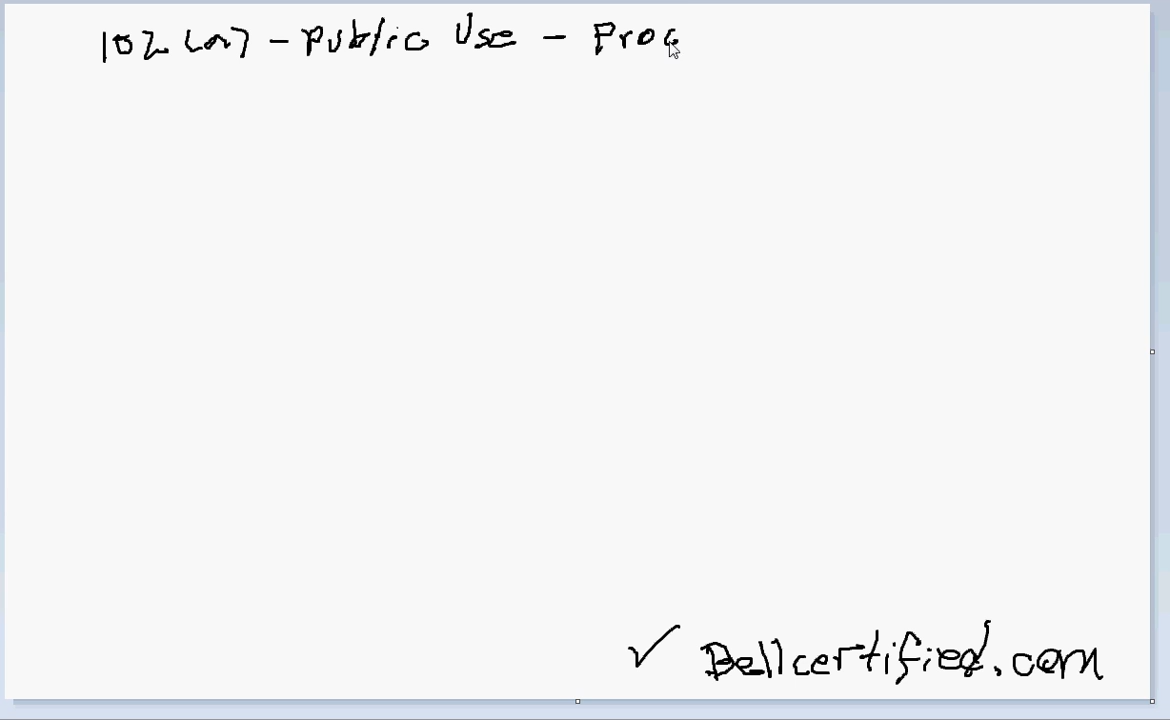 102 (a) - Public Use - Proc
✓ Bellcertified.com